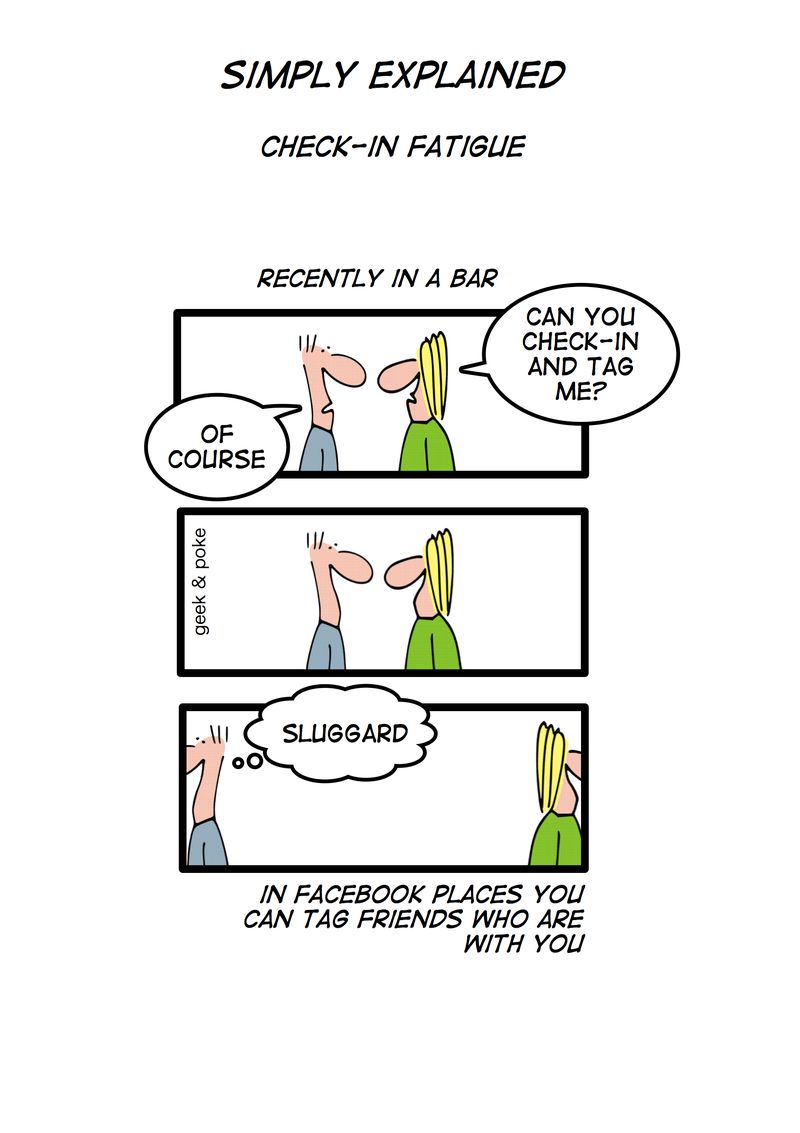 SIMPLY EXPLAINED
CHECK-IN FATIGUE
RECENTLY IN A BAR
CAN YOU
CHECK-IN
AND TAG
ME?
OF
COURSE
geek & poke
SLUGGARD
IN FACEBOOK PLACES YOU
CAN TAG FRIENDS WHO ARE
WITH YOU